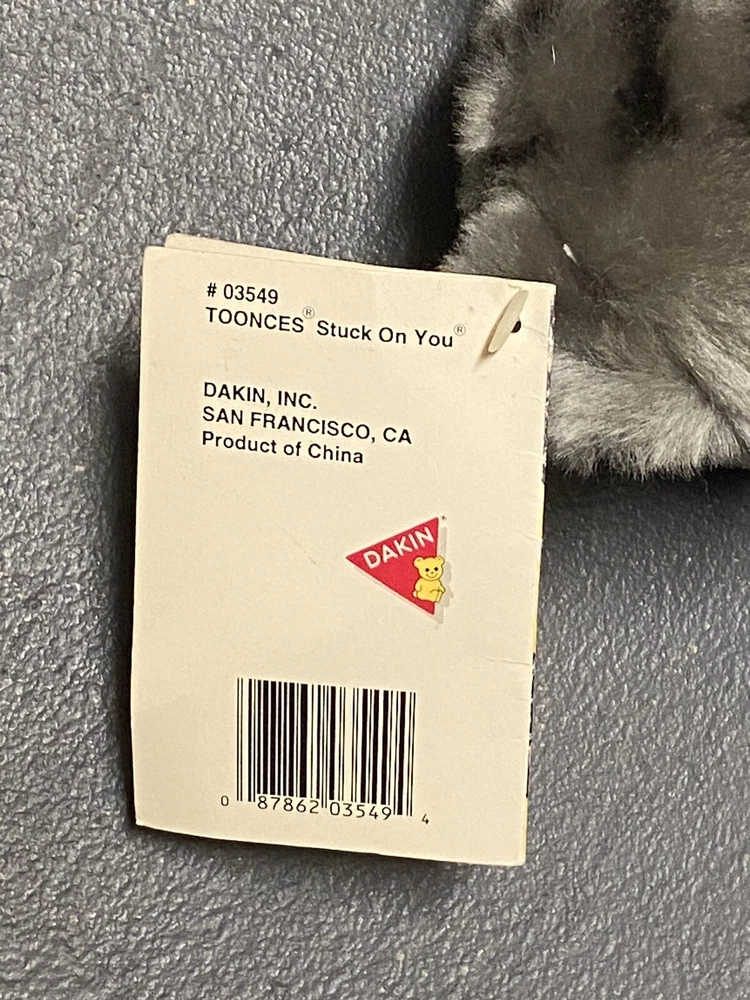 # 03549
TOONCES® Stuck On You®
DAKIN, INC.
SAN FRANCISCO, CA
Product of China
DAKIN
0 87862 03549 4